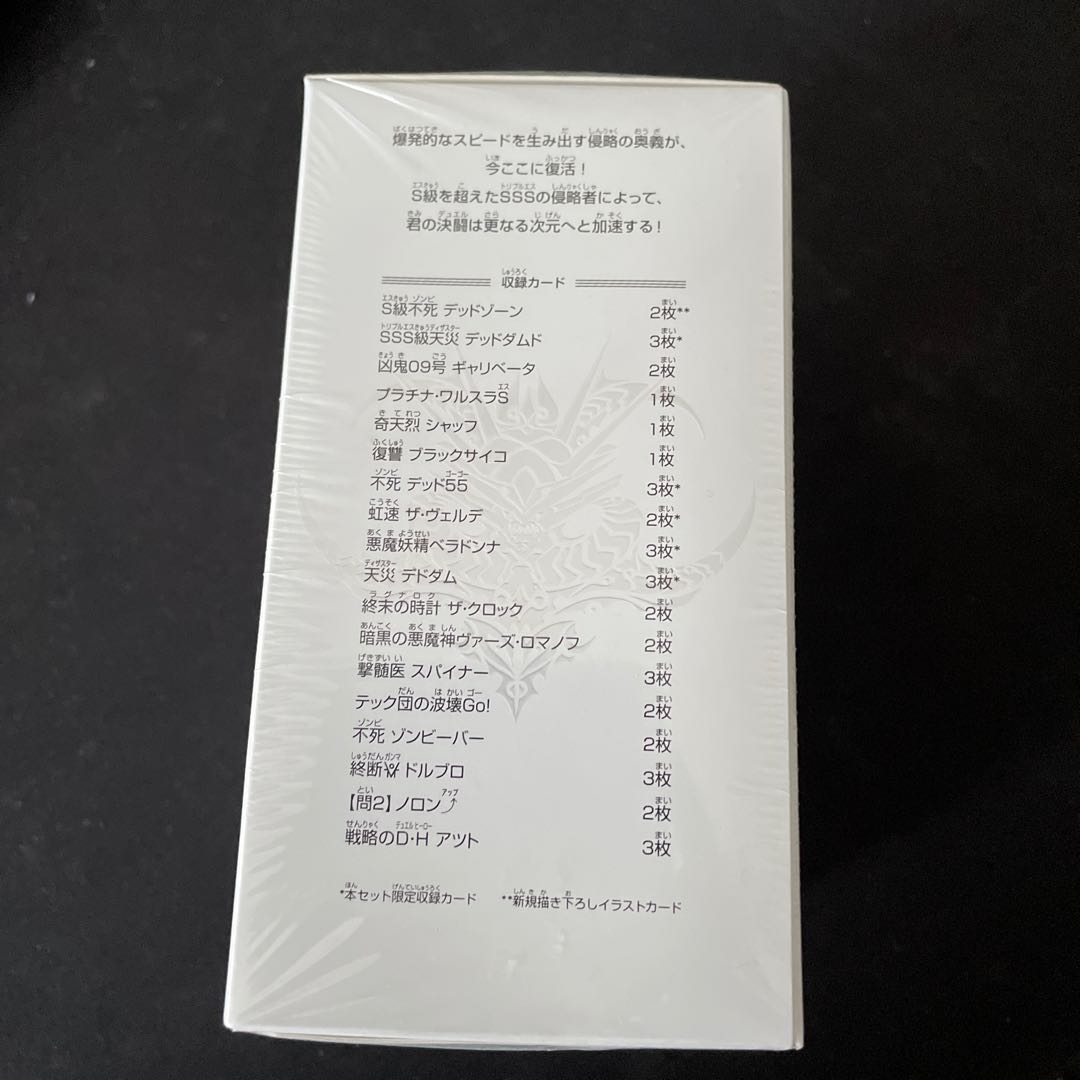 爆発的なスピードを生み出す侵略の奥義が、
今ここに復活！
S級を超えたSSSの侵略者によって、
君の決闘は更なる次元へと加速する！
収録カード
S級不死 デッドゾーン 2枚**
SSS級天災 デッドダムド 3枚*
凶鬼09号 ギャリベータ 2枚
プラチナ・ワルスラS 1枚
奇天烈 シャッフ 1枚
復讐 ブラックサイコ 1枚
不死 デッド55 3枚*
虹速 ザ・ヴェルデ 2枚*
悪魔妖精ベラドンナ 3枚*
天災 デドダム 3枚*
終末の時計 ザ・クロック 2枚
暗黒の悪魔神ヴァーズ・ロマノフ 2枚
撃髄医 スパイナー 3枚
テック団の波壊Go! 2枚
不死 ゾンビーバー 2枚
終断γ ドルブロ 3枚
【問2】ノロン⤴ 2枚
戦略のD・H アツト 3枚
*本セット限定収録カード **新規描き下ろしイラストカード